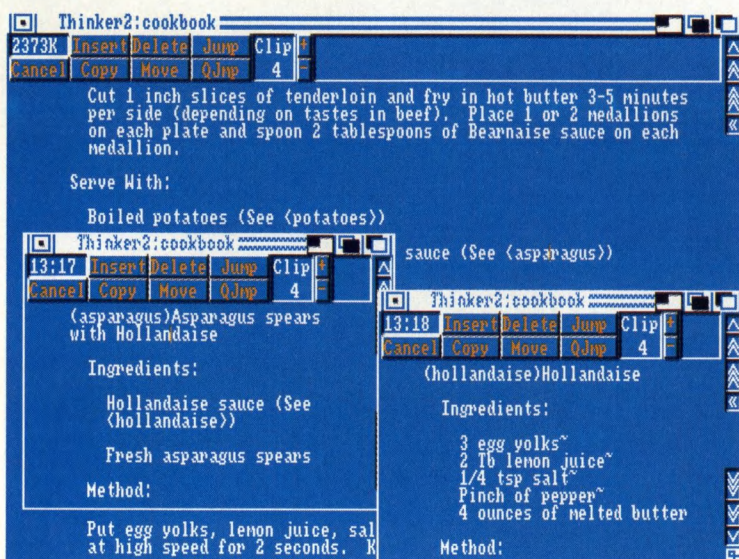 Thinker2:cookbook
2373K Insert Delete Jump Clip +
Cancel Copy Move QJmp 4 -
Cut 1 inch slices of tenderloin and fry in hot butter 3-5 minutes
per side (depending on tastes in beef). Place 1 or 2 medallions
on each plate and spoon 2 tablespoons of Bearnaise sauce on each
medallion.
Serve With:
Boiled potatoes (See <potatoes>)
sauce (See <asparagus>)
Thinker2:cookbook
13:17 Insert Delete Jump Clip +
Cancel Copy Move QJmp 4 -
(asparagus)Asparagus spears
with Hollandaise
Ingredients:
Hollandaise sauce (See
<hollandaise>)
Fresh asparagus spears
Method:
Put egg yolks, lemon juice, sal
at high speed for 2 seconds. K
Thinker2:cookbook
13:18 Insert Delete Jump Clip +
Cancel Copy Move QJmp 4 -
(hollandaise)Hollandaise
Ingredients:
3 egg yolks~
2 Tb lemon juice~
1/4 tsp salt~
Pinch of pepper~
4 ounces of melted butter
Method: